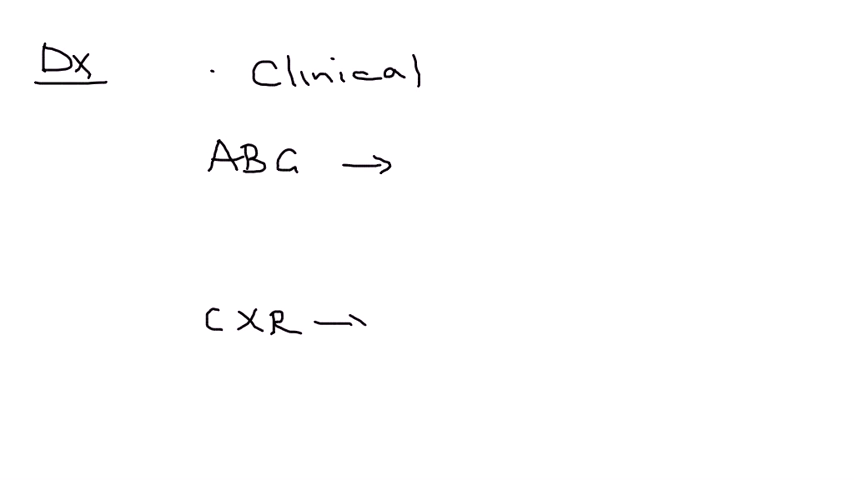 Dx · Clinical
ABG →
CXR →